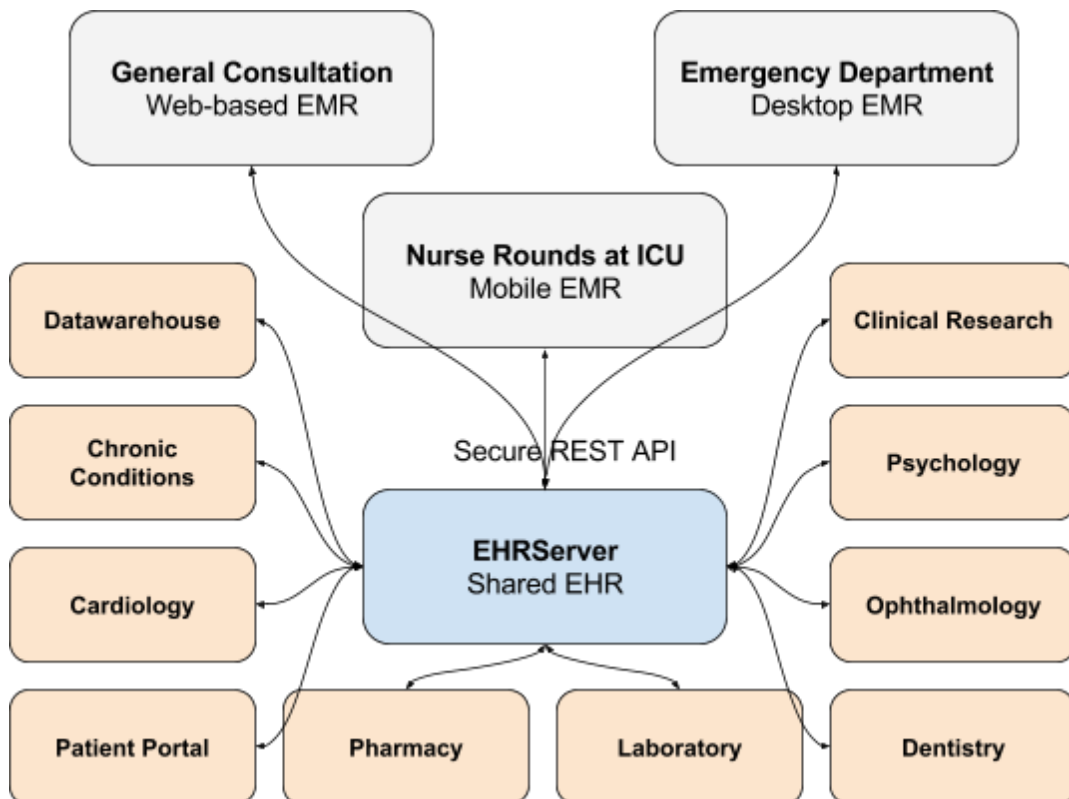 General Consultation
Web-based EMR
Emergency Department
Desktop EMR
Nurse Rounds at ICU
Mobile EMR
Datawarehouse
Clinical Research
Chronic
Conditions
Psychology
Secure REST API
EHRServer
Shared EHR
Cardiology
Ophthalmology
Patient Portal
Pharmacy
Laboratory
Dentistry